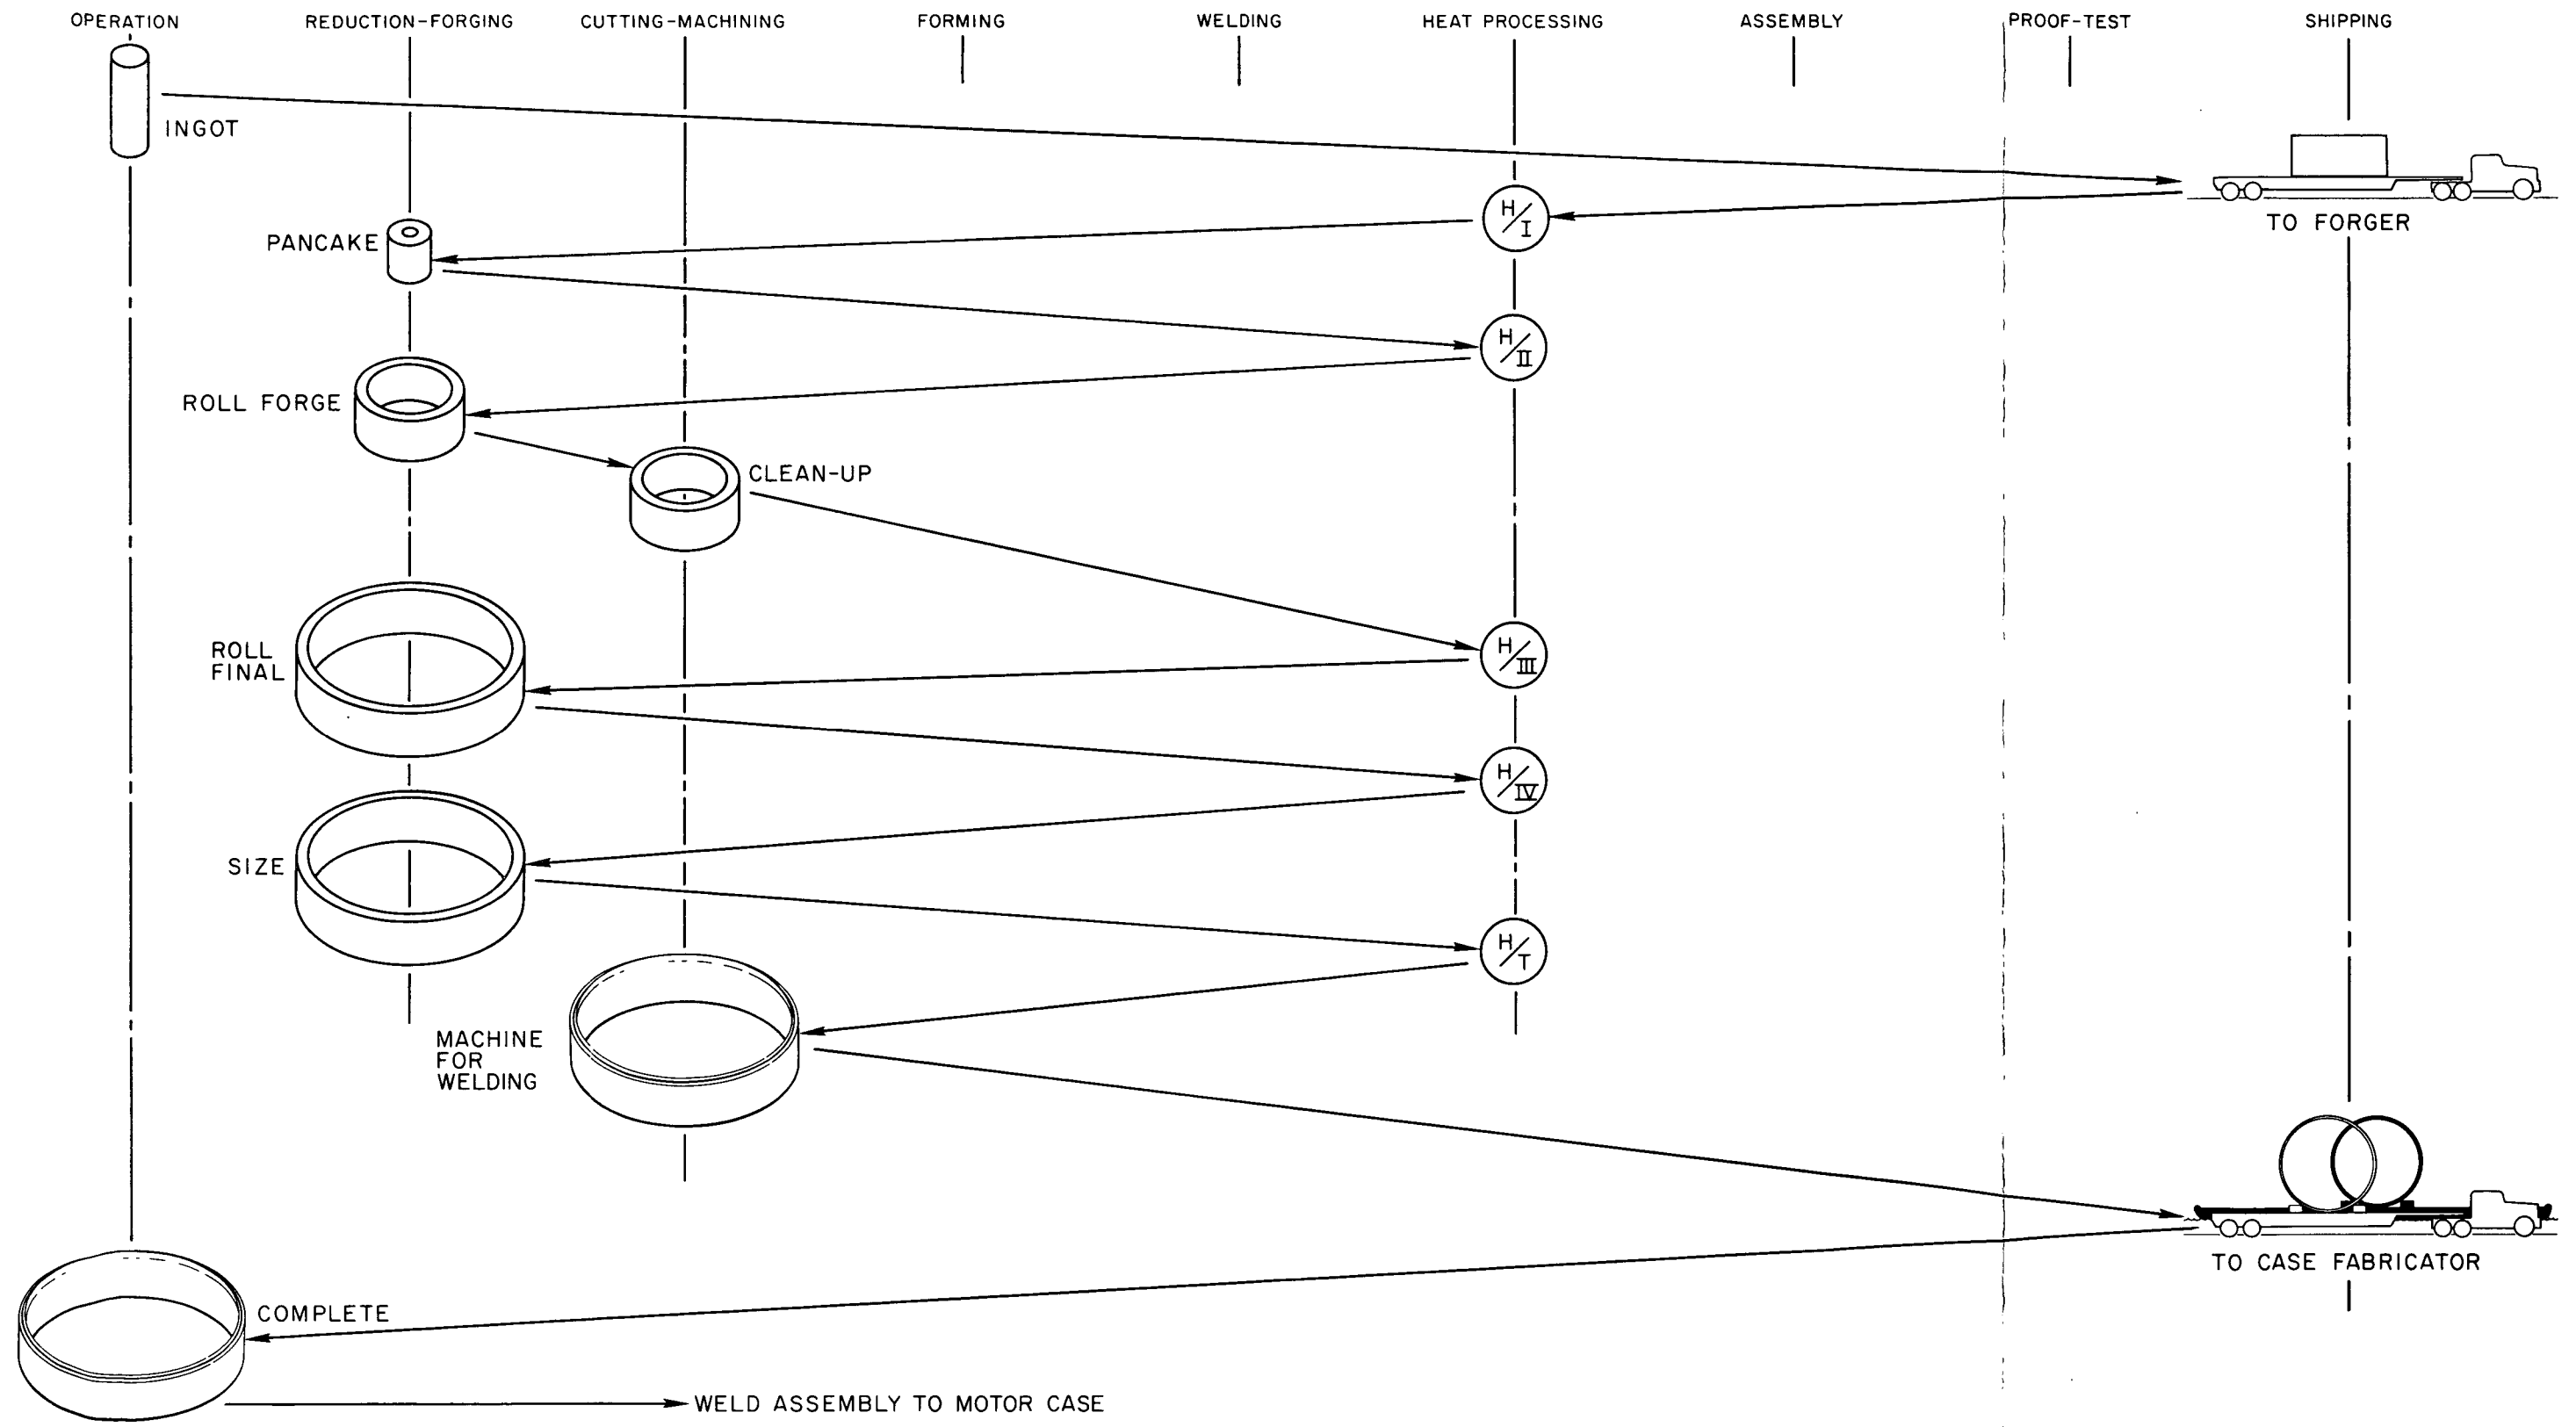 OPERATION
REDUCTION-FORGING
CUTTING-MACHINING
FORMING
WELDING
HEAT PROCESSING
ASSEMBLY
PROOF-TEST
SHIPPING
INGOT
TO FORGER
H/I
PANCAKE
H/II
ROLL FORGE
CLEAN-UP
H/III
ROLL
FINAL
H/IV
SIZE
H/T
MACHINE
FOR
WELDING
TO CASE FABRICATOR
COMPLETE
WELD ASSEMBLY TO MOTOR CASE